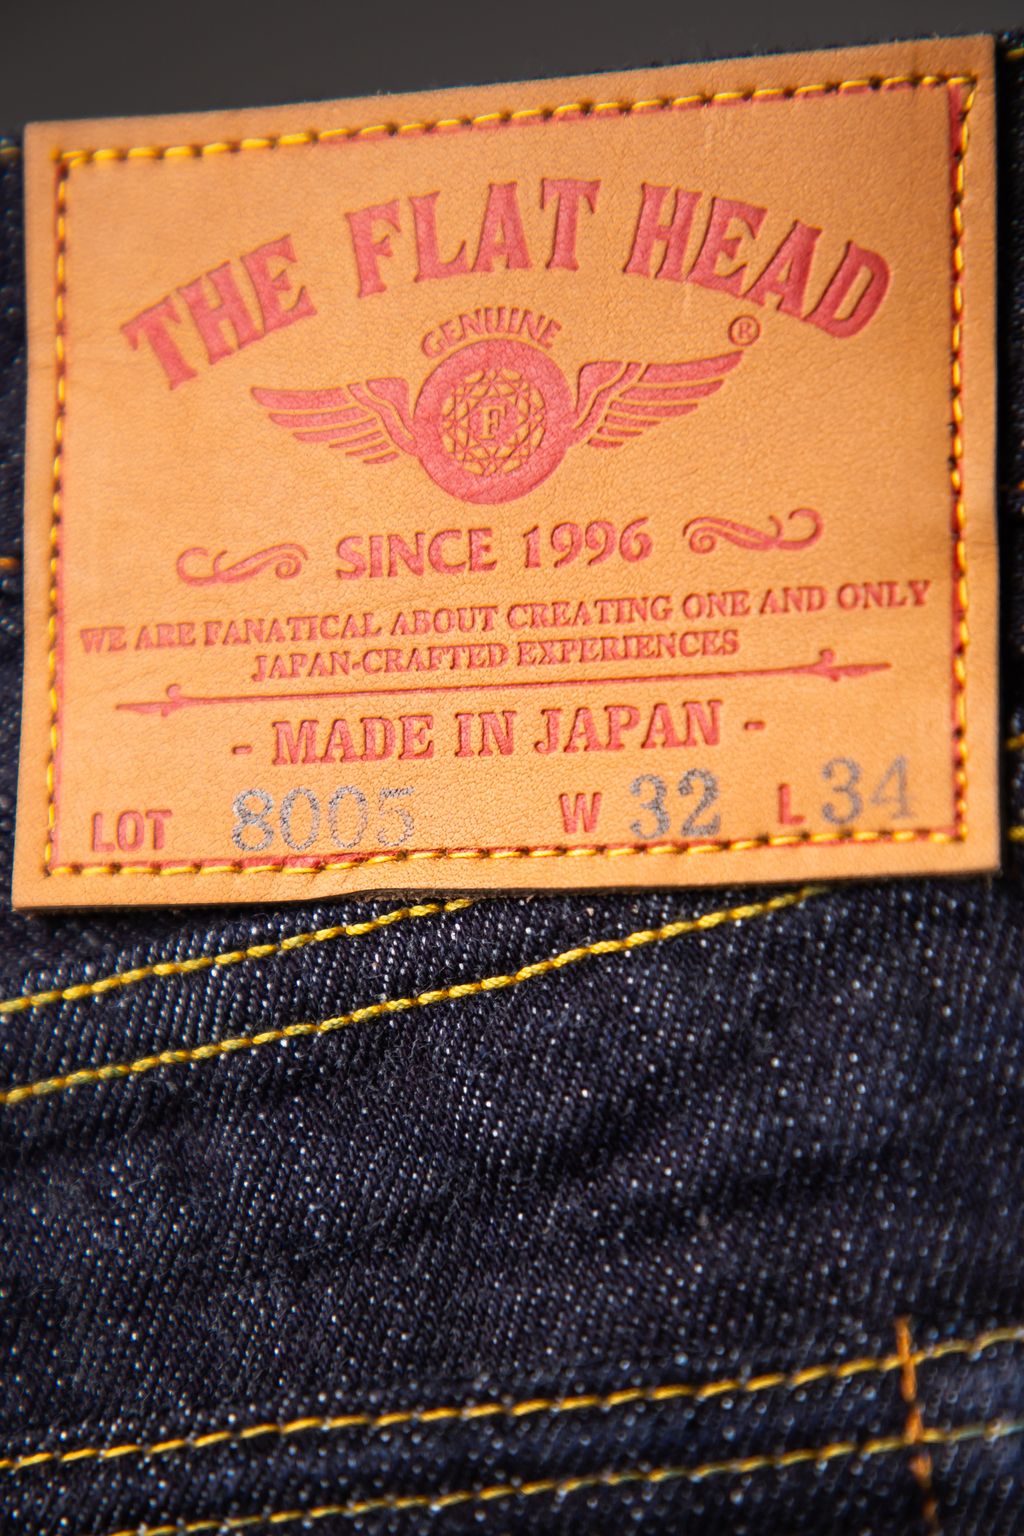 THE FLAT HEAD
®
GENUINE
F
SINCE 1996
WE ARE FANATICAL ABOUT CREATING ONE AND ONLY
JAPAN-CRAFTED EXPERIENCES
- MADE IN JAPAN -
LOT 8005 W 32 L 34